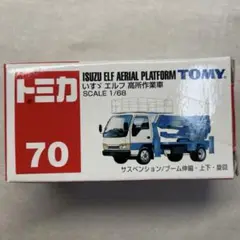 トミカ
ISUZU ELF AERIAL PLATFORM
TOMY
いすゞ エルフ 高所作業車
SCALE 1/68
70
サスペンション/ブーム伸縮・上下・旋回